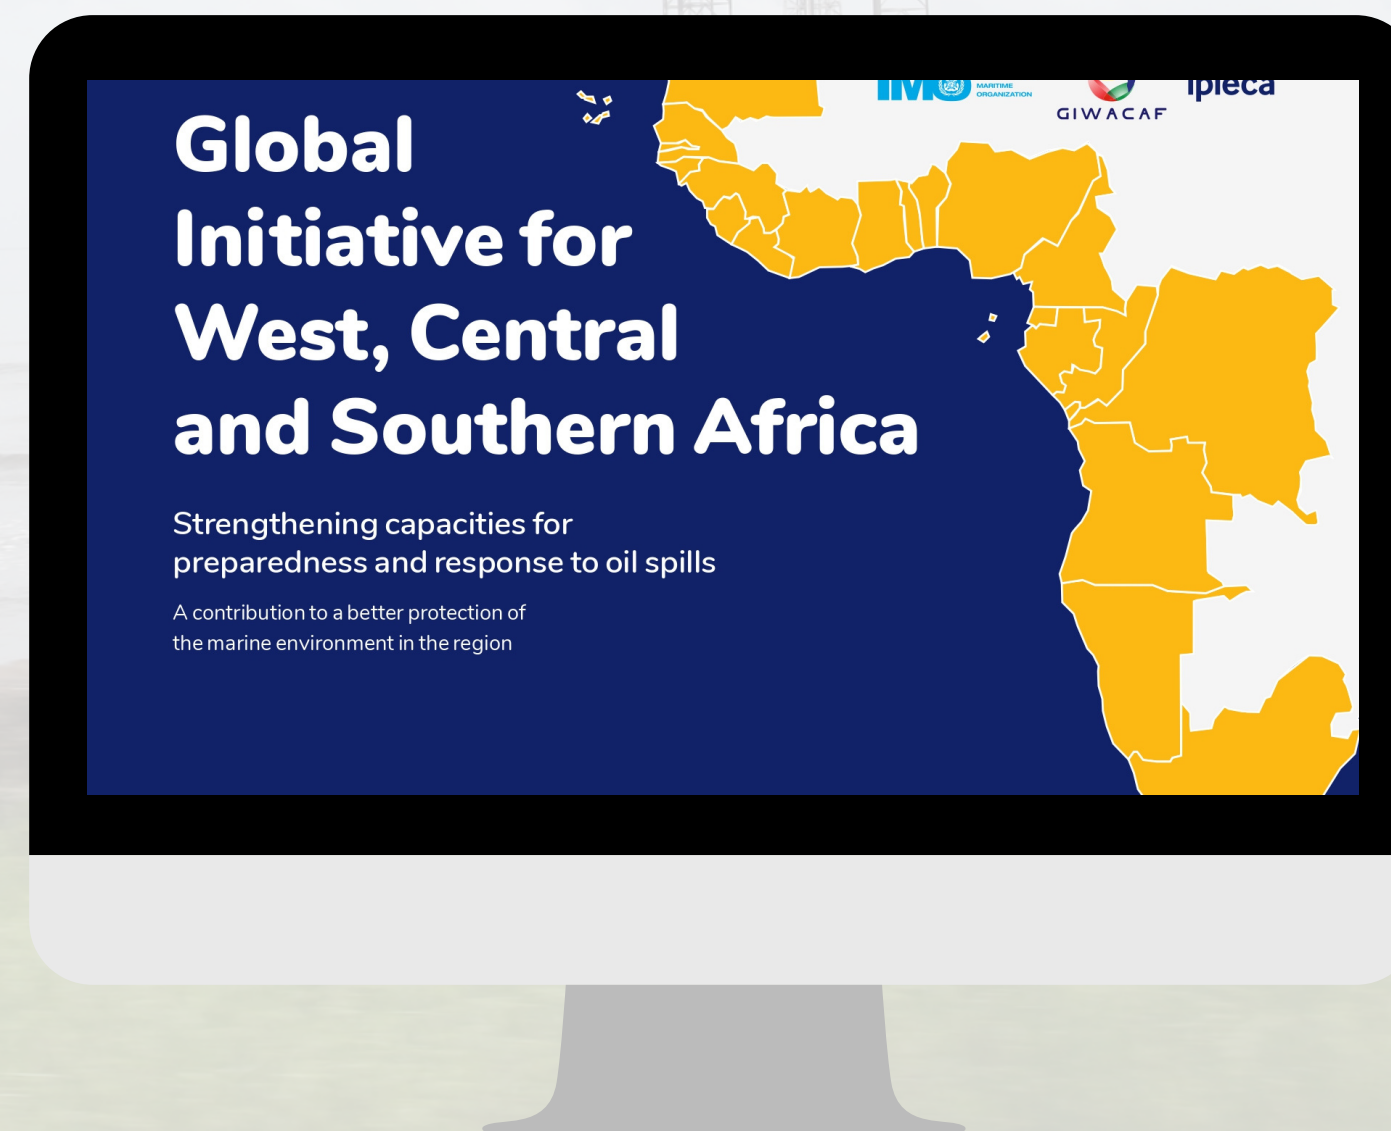 Global
Initiative for
West, Central
and Southern Africa
Strengthening capacities for
preparedness and response to oil spills
A contribution to a better protection of
the marine environment in the region
IMO
MARITIME
ORGANIZATION
GIWACAF
ipieca